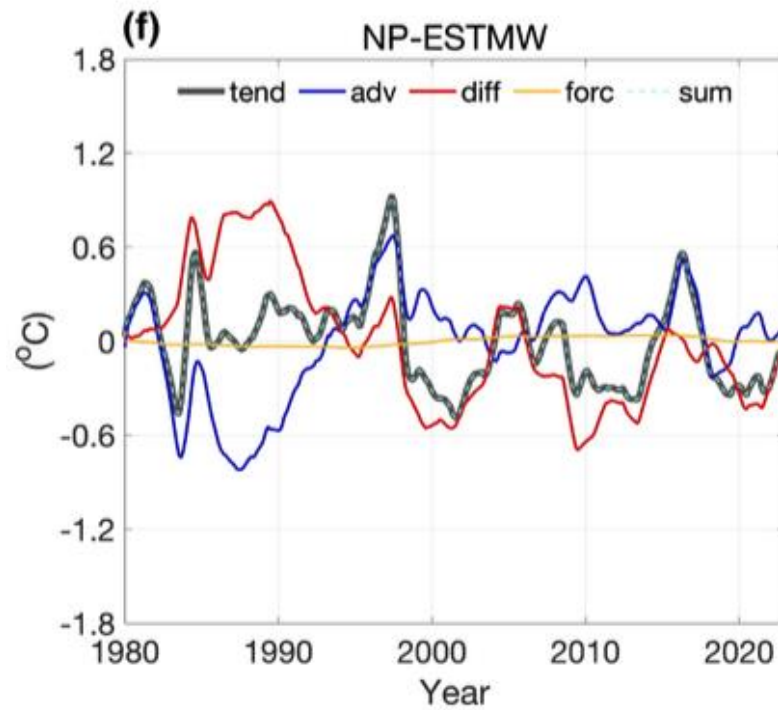 (f)
NP-ESTMW
tend adv diff forc sum
1.8
1.2
0.6
0
-0.6
-1.2
-1.8
(°C)
1980 1990 2000 2010 2020
Year